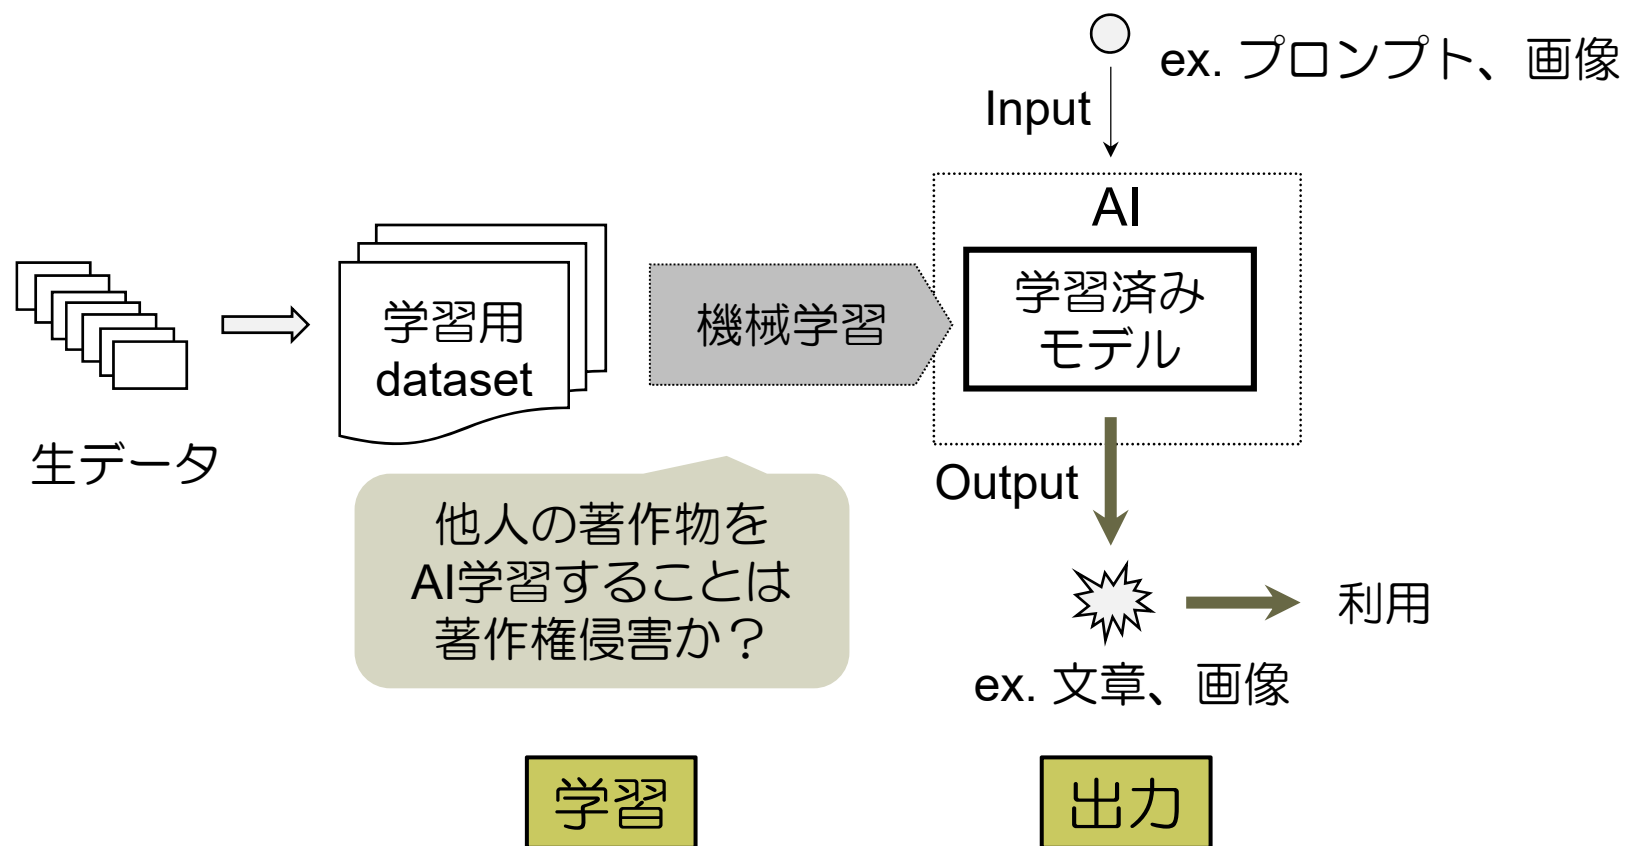 ex. プロンプト、画像
Input
AI
学習済み
モデル
学習用
dataset
機械学習
生データ
Output
他人の著作物を
AI学習することは
著作権侵害か？
利用
ex. 文章、画像
学習
出力